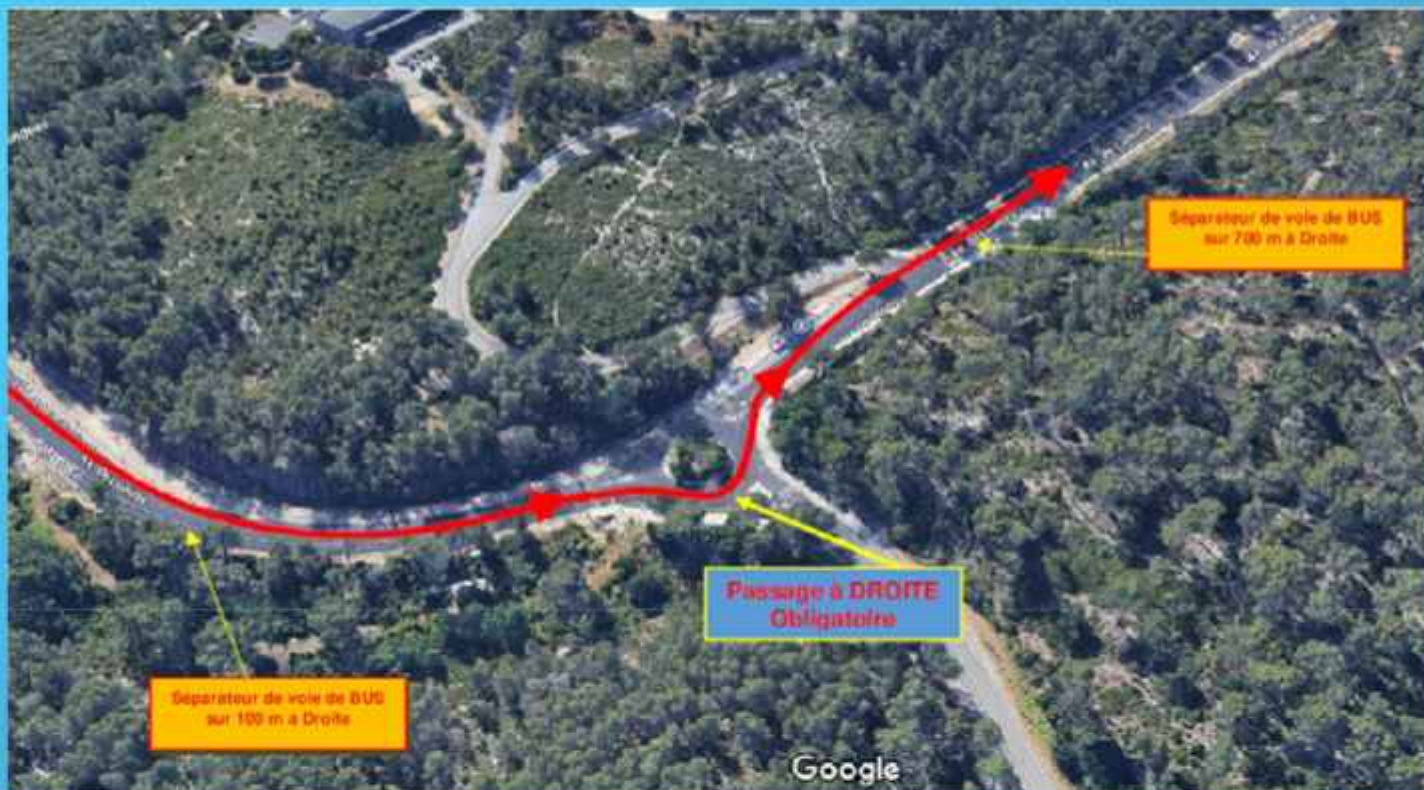 Séparateur de voie de BUS
sur 700 m à Droite
Passage à DROITE
Obligatoire
Séparateur de voie de BUS
sur 100 m à Droite
Google